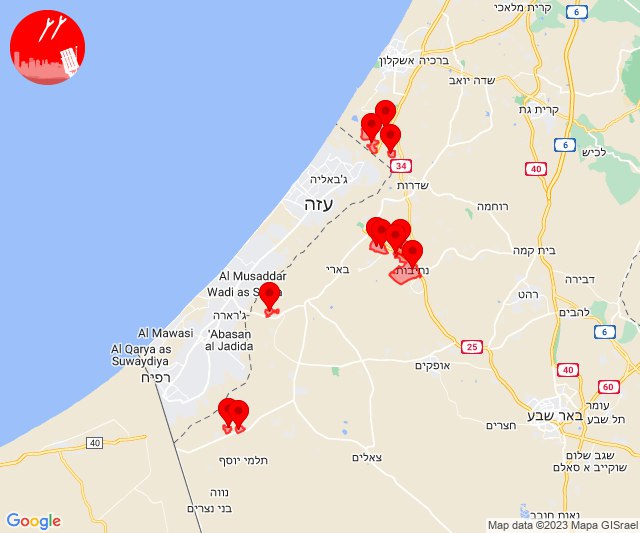 קרית מלאכי
6
ברכיה
אשקלון
שדה יואב
קרית גת
6
לכיש
40
34
ג'באליה
שדרות
עזה
רוחמה
בית קמה
דבירה
נתיבות
בארי
Al Musaddar
Wadi as S
רהט
להבים
ג'רארה
Al Mawasi
'Abasan
al Jadida
Al Qarya as
Suwaydiya
רפיח
6
25
אופקים
40
60
עומר
תל שבע
באר שבע
חצרים
40
צאלים
תלמי יוסף
שגב שלום
שוקייב א סאלם
נווה
בני נצרים
נאות חובב
Google
Map data ©2023 Mapa GISrael